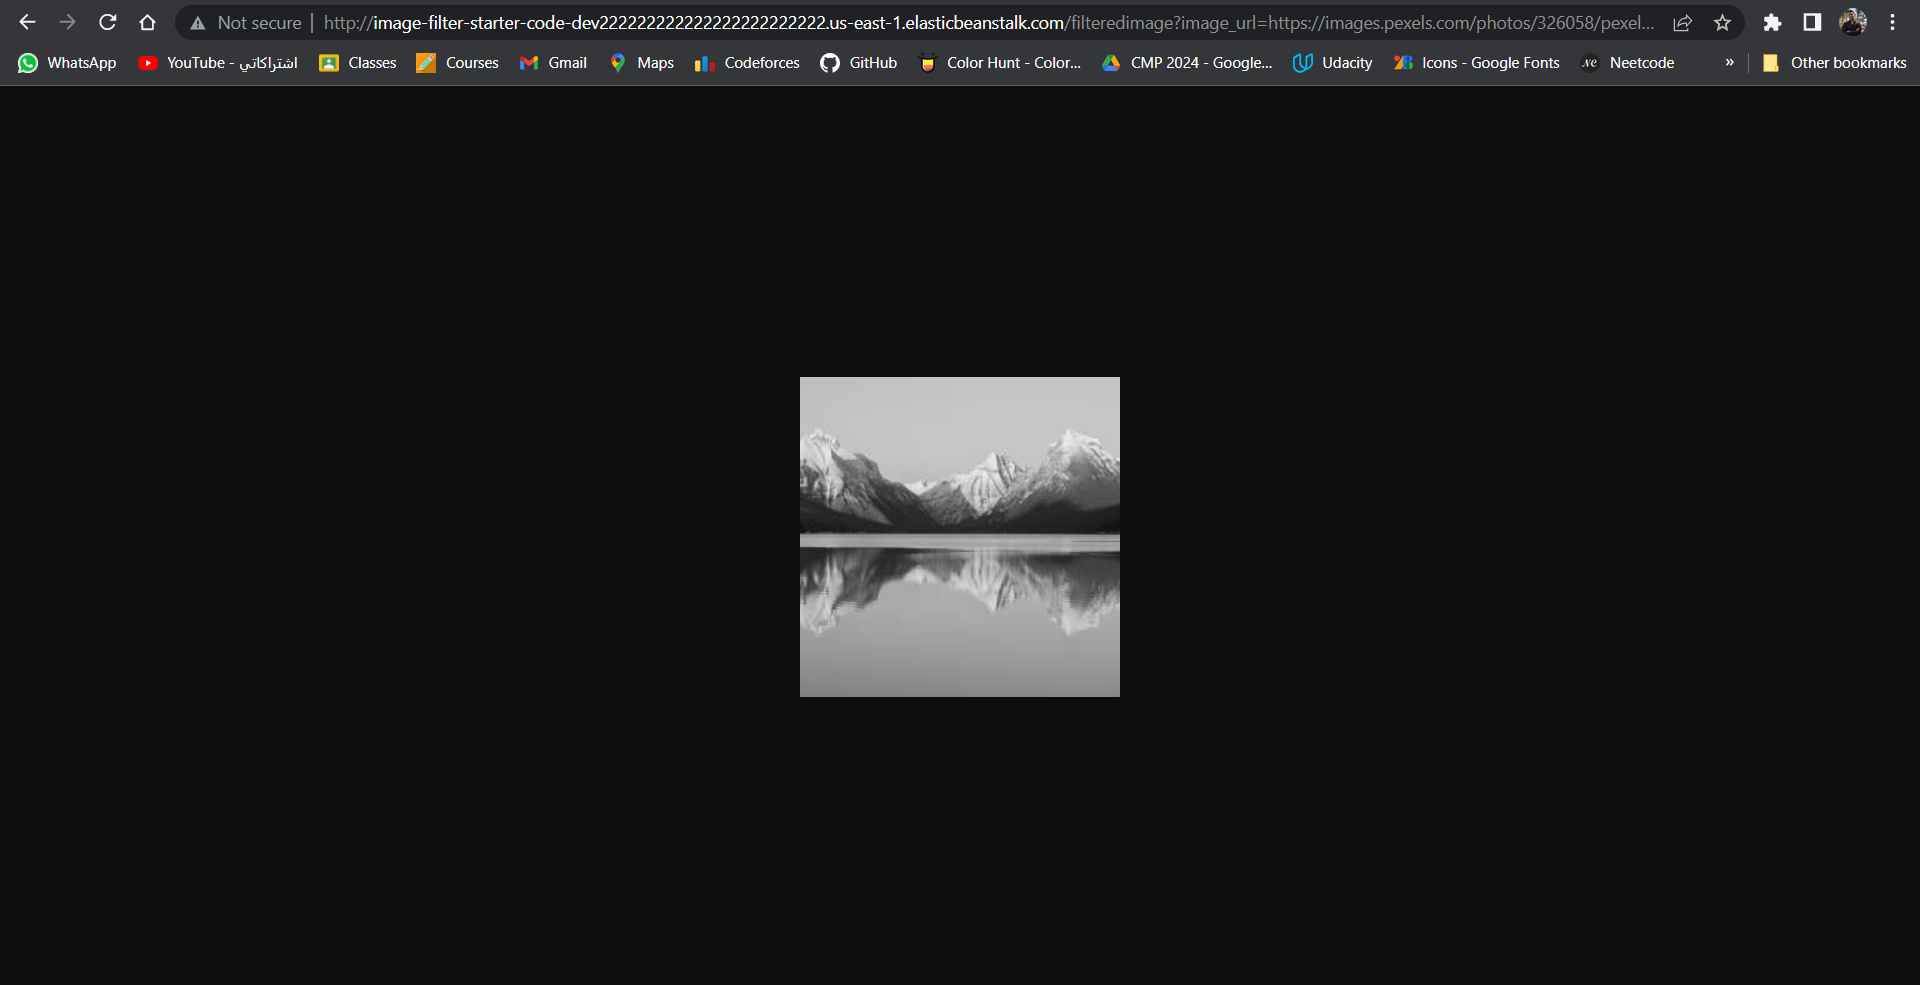 Not secure | http://image-filter-starter-code-dev222222222222222222222222.us-east-1.elasticbeanstalk.com/filteredimage?image_url=https://images.pexels.com/photos/326058/pexel...
WhatsApp YouTube - اشتراكاتي Classes Courses Gmail Maps Codeforces GitHub Color Hunt - Color... CMP 2024 - Google... Udacity Icons - Google Fonts Neetcode » Other bookmarks